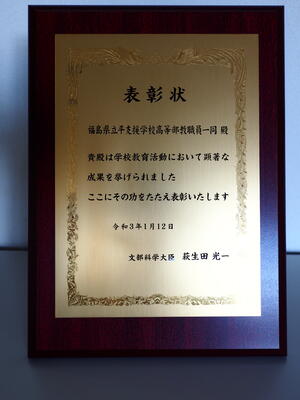 表彰状
福島県立平支援学校高等部教職員一同 殿
貴殿は学校教育活動において顕著な
成果を挙げられました
ここにその功をたたえ表彰いたします
令和3年1月12日
文部科学大臣 萩生田 光一